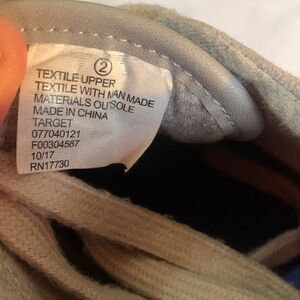 2
TEXTILE UPPER
TEXTILE WITH MAN MADE
MATERIALS OUTSOLE
MADE IN CHINA
TARGET
077040121
F00304567
10/17
RN17730